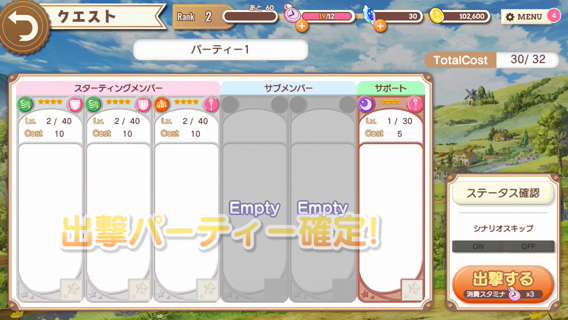 クエスト
Rank 2
あと 60
19/12
30
102,600
MENU 4
パーティー1
TotalCost 30/ 32
スターティングメンバー
サブメンバー
サポート
Lv. 2 / 40
Cost 10
Lv. 2 / 40
Cost 10
Lv. 2 / 40
Cost 10
Lv. 1 / 30
Cost 5
Empty
Empty
出撃パーティー確定!
ステータス確認
シナリオスキップ
ON OFF
出撃する
消費スタミナ x3